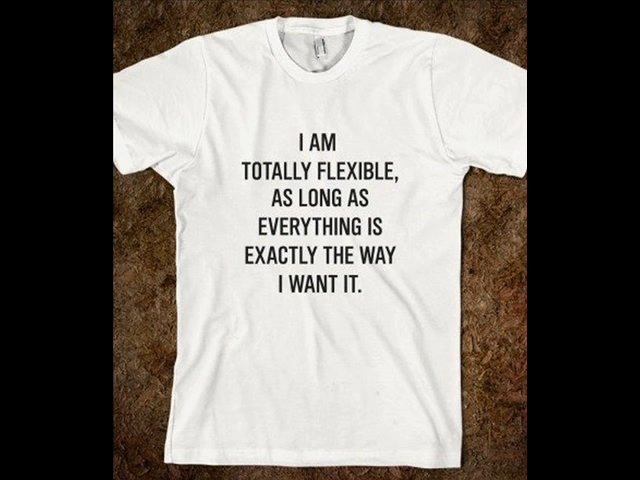 I AM
TOTALLY FLEXIBLE,
AS LONG AS
EVERYTHING IS
EXACTLY THE WAY
I WANT IT.